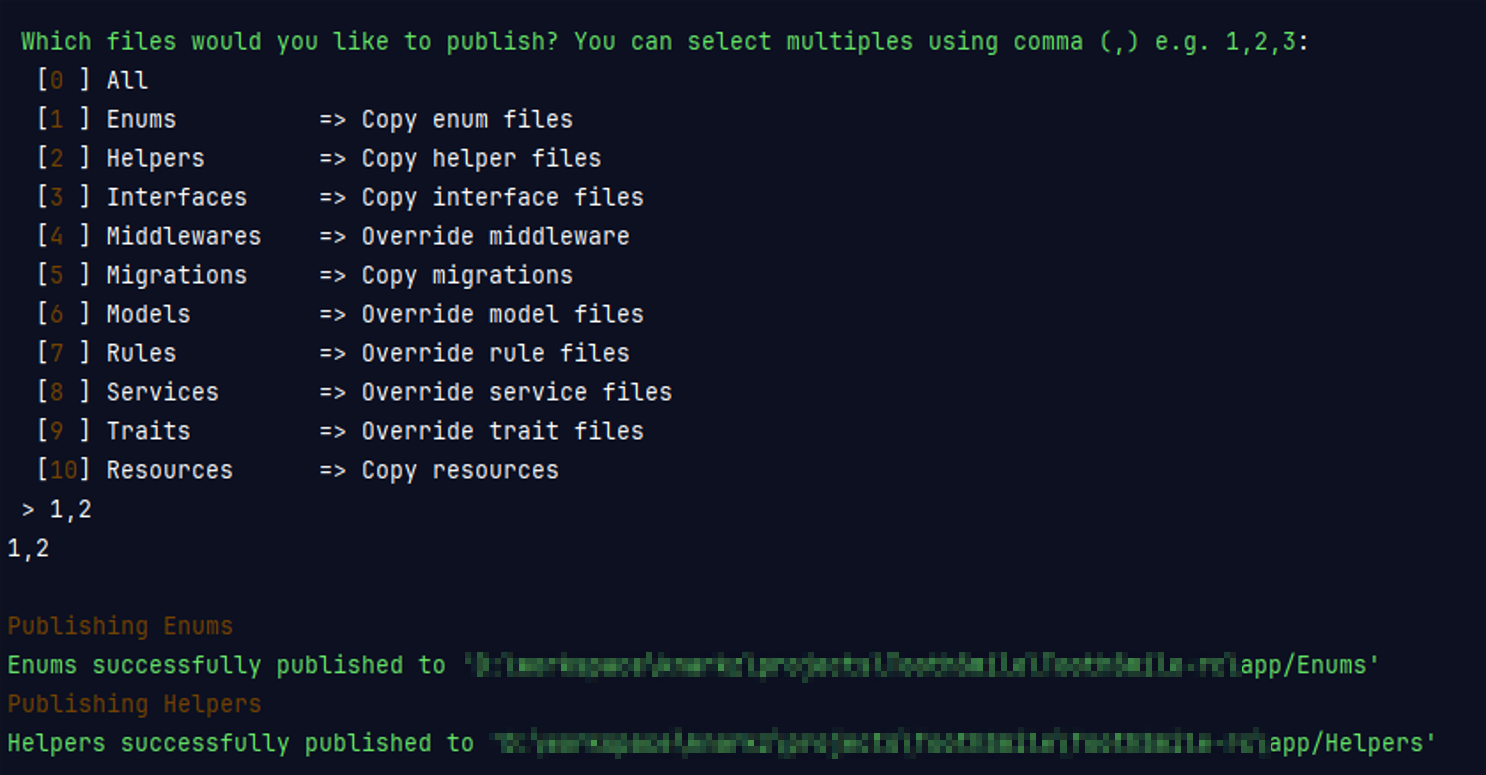 Which files would you like to publish? You can select multiples using comma (,) e.g. 1,2,3:
[0 ] All
[1 ] Enums => Copy enum files
[2 ] Helpers => Copy helper files
[3 ] Interfaces => Copy interface files
[4 ] Middlewares => Override middleware
[5 ] Migrations => Copy migrations
[6 ] Models => Override model files
[7 ] Rules => Override rule files
[8 ] Services => Override service files
[9 ] Traits => Override trait files
[10] Resources => Copy resources
> 1,2
1,2
Publishing Enums
Enums successfully published to app/Enums'
Publishing Helpers
Helpers successfully published to app/Helpers'